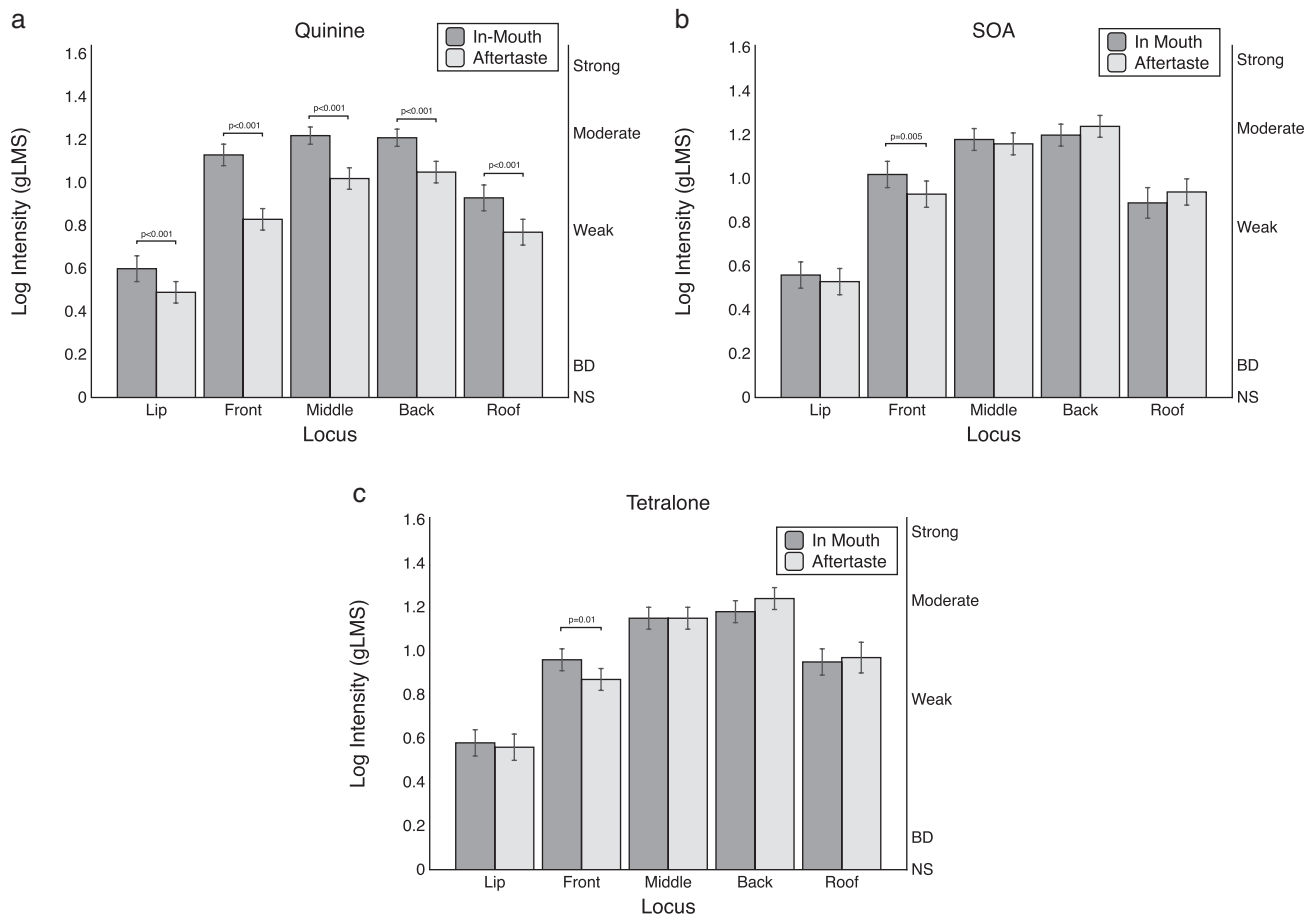 a
Quinine
In-Mouth
Aftertaste
Log Intensity (gLMS)
1.6
1.4
1.2
1.0
0.8
0.6
0.4
0.2
0
p<0.001
p<0.001
p<0.001
p<0.001
p<0.001
Strong
Moderate
Weak
BD
NS
Lip Front Middle Back Roof
Locus
b
SOA
In Mouth
Aftertaste
Log Intensity (gLMS)
1.6
1.4
1.2
1.0
0.8
0.6
0.4
0.2
0
p=0.005
Strong
Moderate
Weak
BD
NS
Lip Front Middle Back Roof
Locus
c
Tetralone
In Mouth
Aftertaste
Log Intensity (gLMS)
1.6
1.4
1.2
1.0
0.8
0.6
0.4
0.2
0
p=0.01
Strong
Moderate
Weak
BD
NS
Lip Front Middle Back Roof
Locus